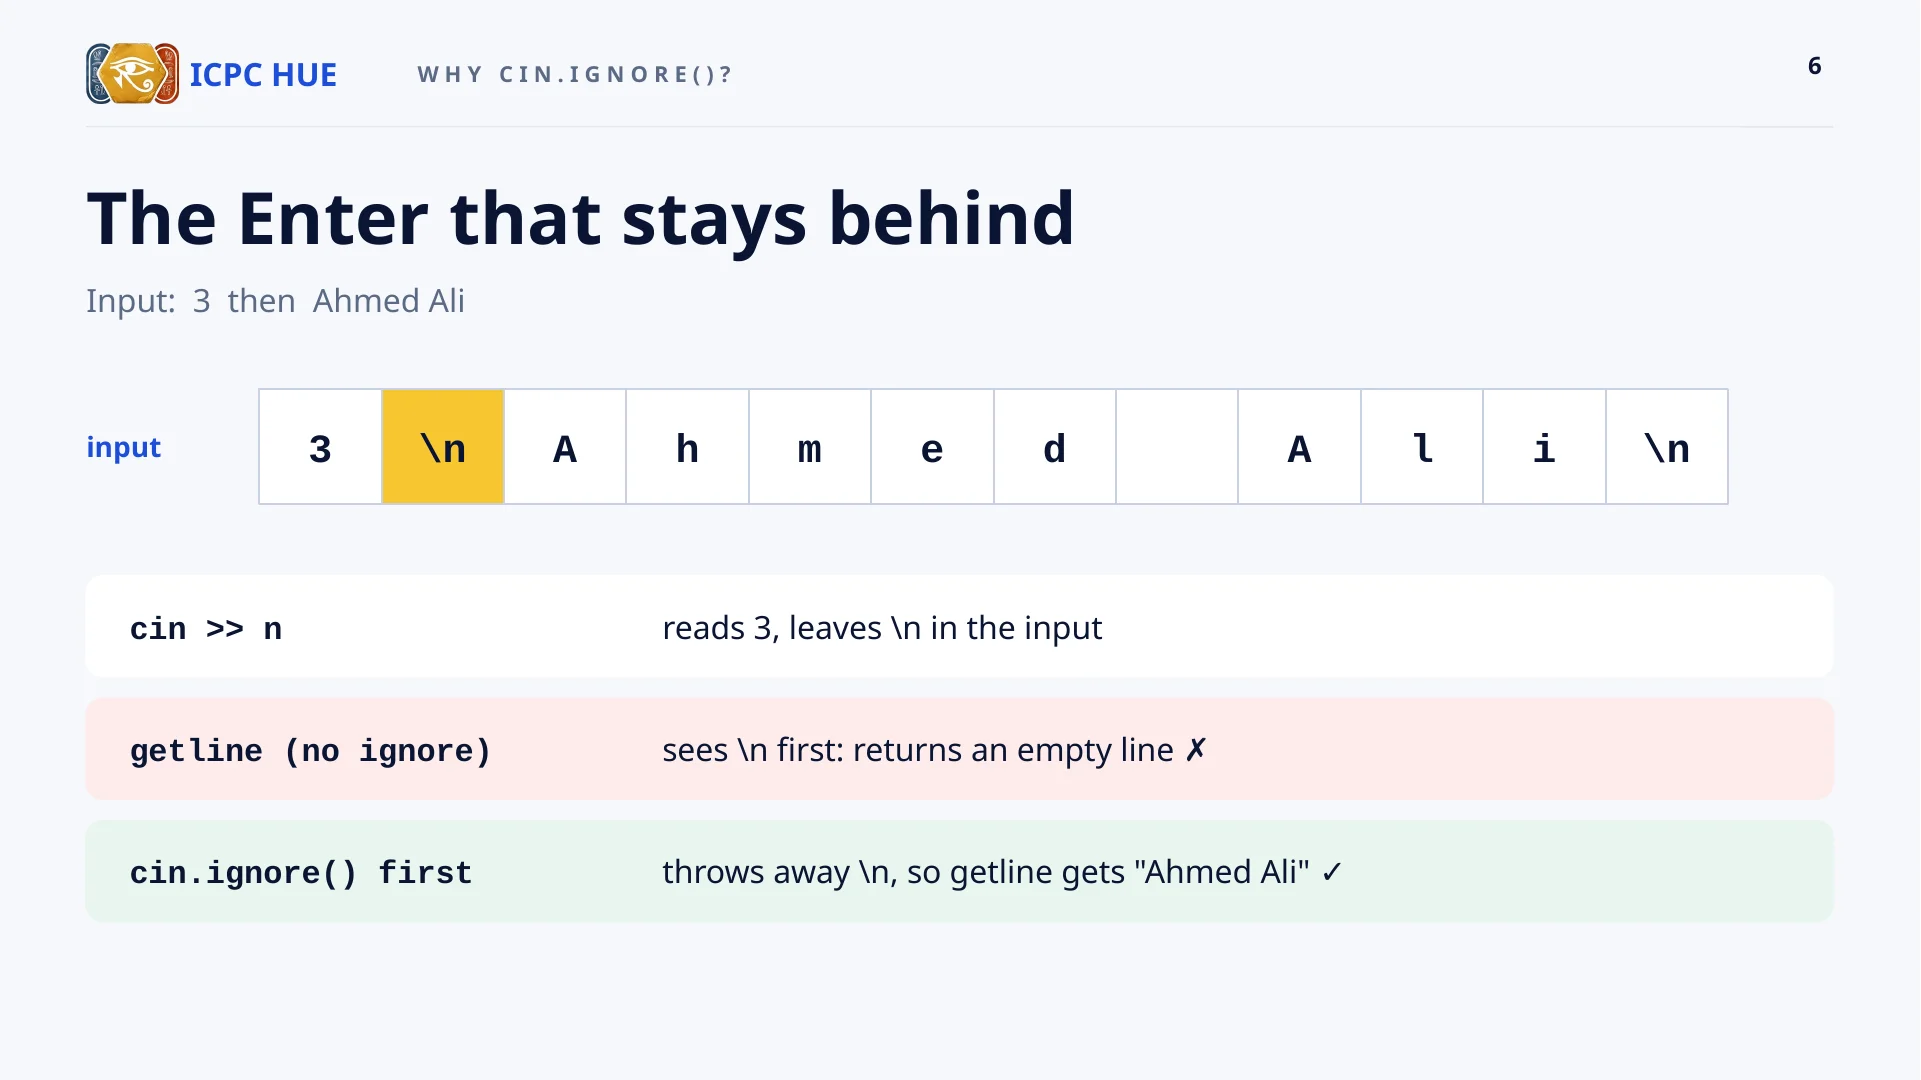 ICPC HUE
WHY CIN.IGNORE()?
6
The Enter that stays behind
Input: 3 then Ahmed Ali
input
3 \n A h m e d A l i \n
cin >> n
reads 3, leaves \n in the input
getline (no ignore)
sees \n first: returns an empty line ✗
cin.ignore() first
throws away \n, so getline gets "Ahmed Ali" ✓